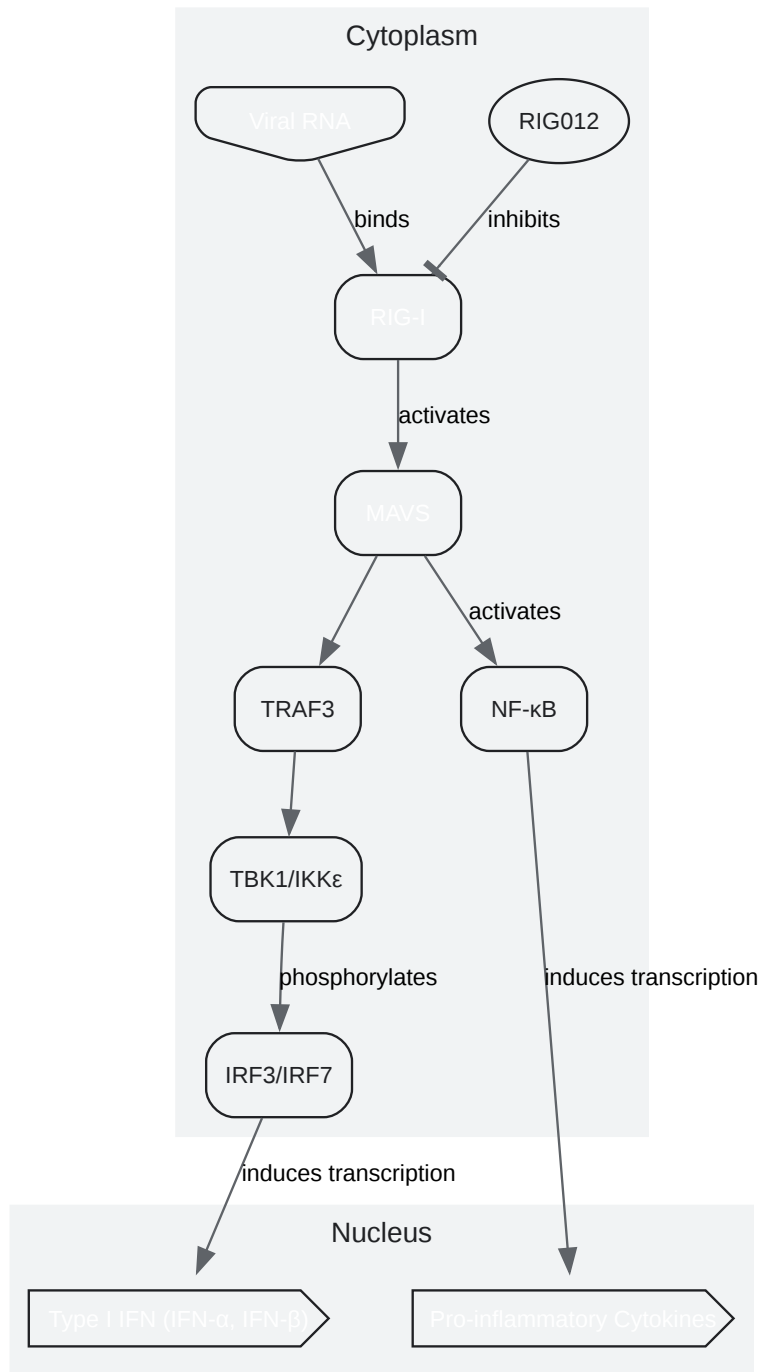 Cytoplasm
Viral RNA
RIG012
binds
inhibits
RIG-I
activates
MAVS
activates
TRAF3
NF-κB
TBK1/IKKε
phosphorylates
induces transcription
IRF3/IRF7
induces transcription
Nucleus
Type I IFN (IFN-α, IFN-β)
Pro-inflammatory Cytokines